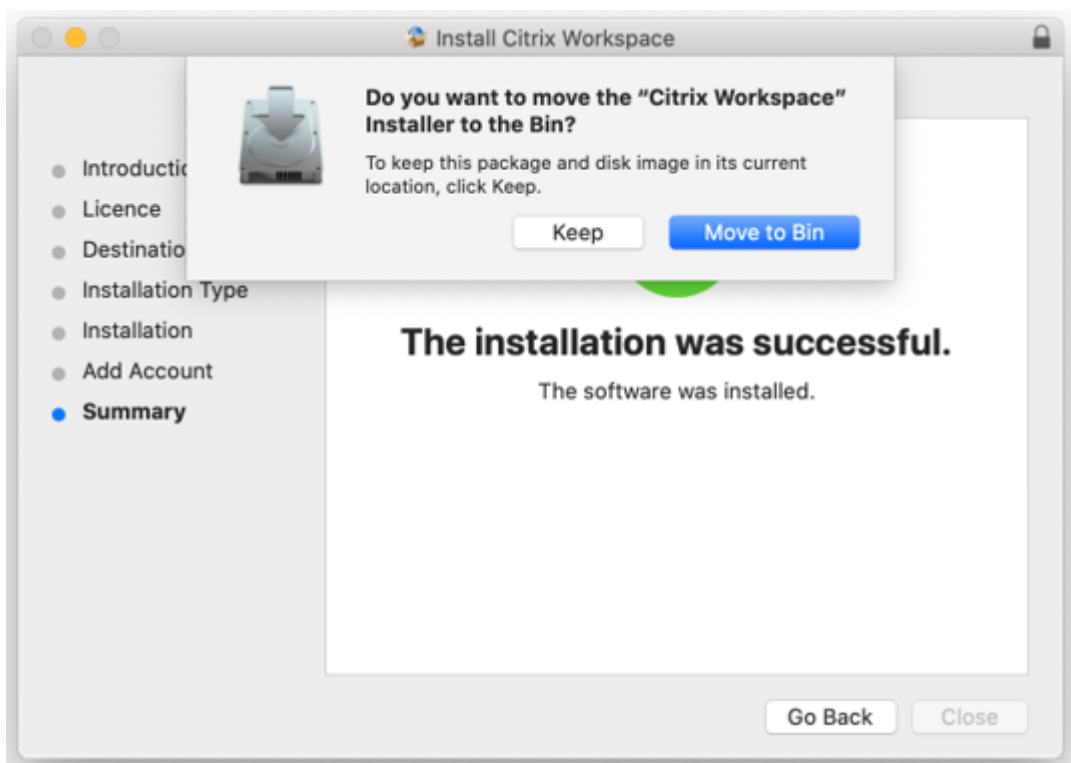 Install Citrix Workspace
Do you want to move the “Citrix Workspace”
Installer to the Bin?
To keep this package and disk image in its current
location, click Keep.
Keep
Move to Bin
Introductic
Licence
Destinatio
Installation Type
Installation
Add Account
Summary
The installation was successful.
The software was installed.
Go Back
Close